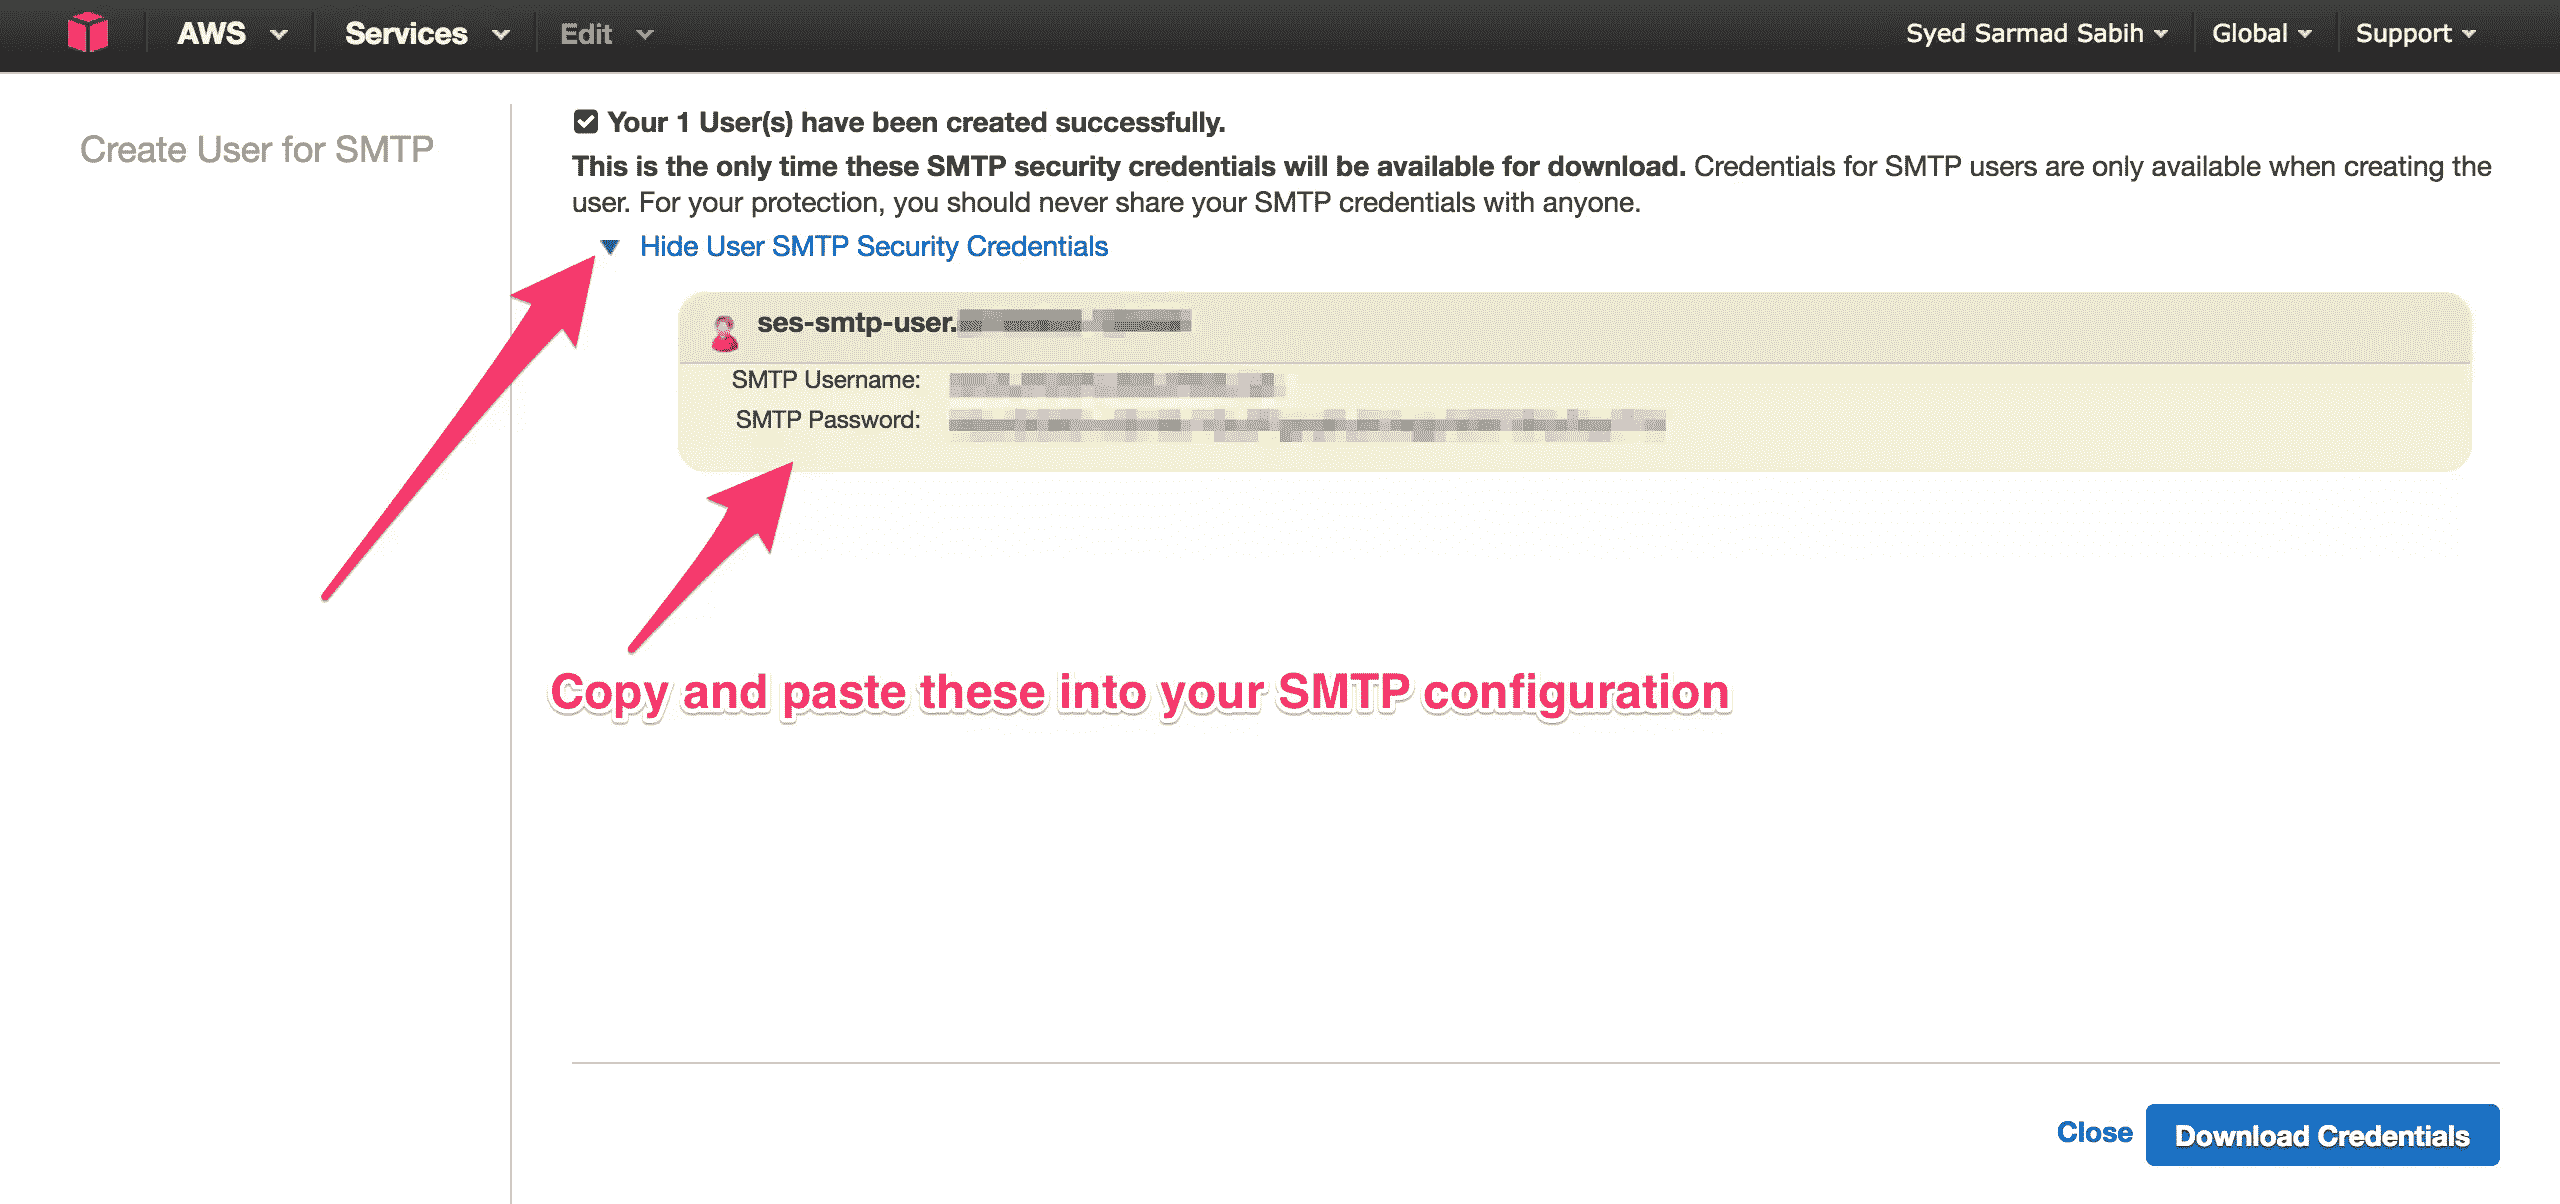 AWS Services Edit Syed Sarmad Sabih Global Support
Create User for SMTP
Your 1 User(s) have been created successfully.
This is the only time these SMTP security credentials will be available for download. Credentials for SMTP users are only available when creating the
user. For your protection, you should never share your SMTP credentials with anyone.
Hide User SMTP Security Credentials
ses-smtp-user.
SMTP Username:
SMTP Password:
Copy and paste these into your SMTP configuration
Close Download Credentials